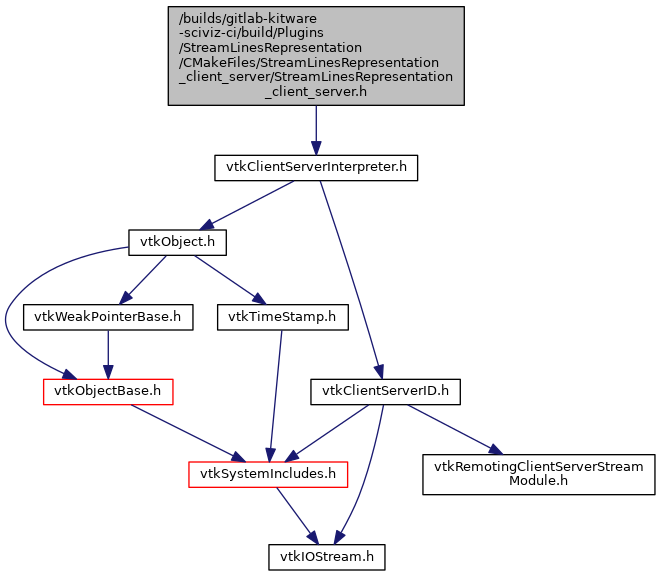 /builds/gitlab-kitware
-sciviz-ci/build/Plugins
/StreamLinesRepresentation
/CMakeFiles/StreamLinesRepresentation
_client_server/StreamLinesRepresentation
_client_server.h
vtkClientServerInterpreter.h
vtkObject.h
vtkWeakPointerBase.h
vtkTimeStamp.h
vtkObjectBase.h
vtkClientServerID.h
vtkSystemIncludes.h
vtkRemotingClientServerStream
Module.h
vtkIOStream.h